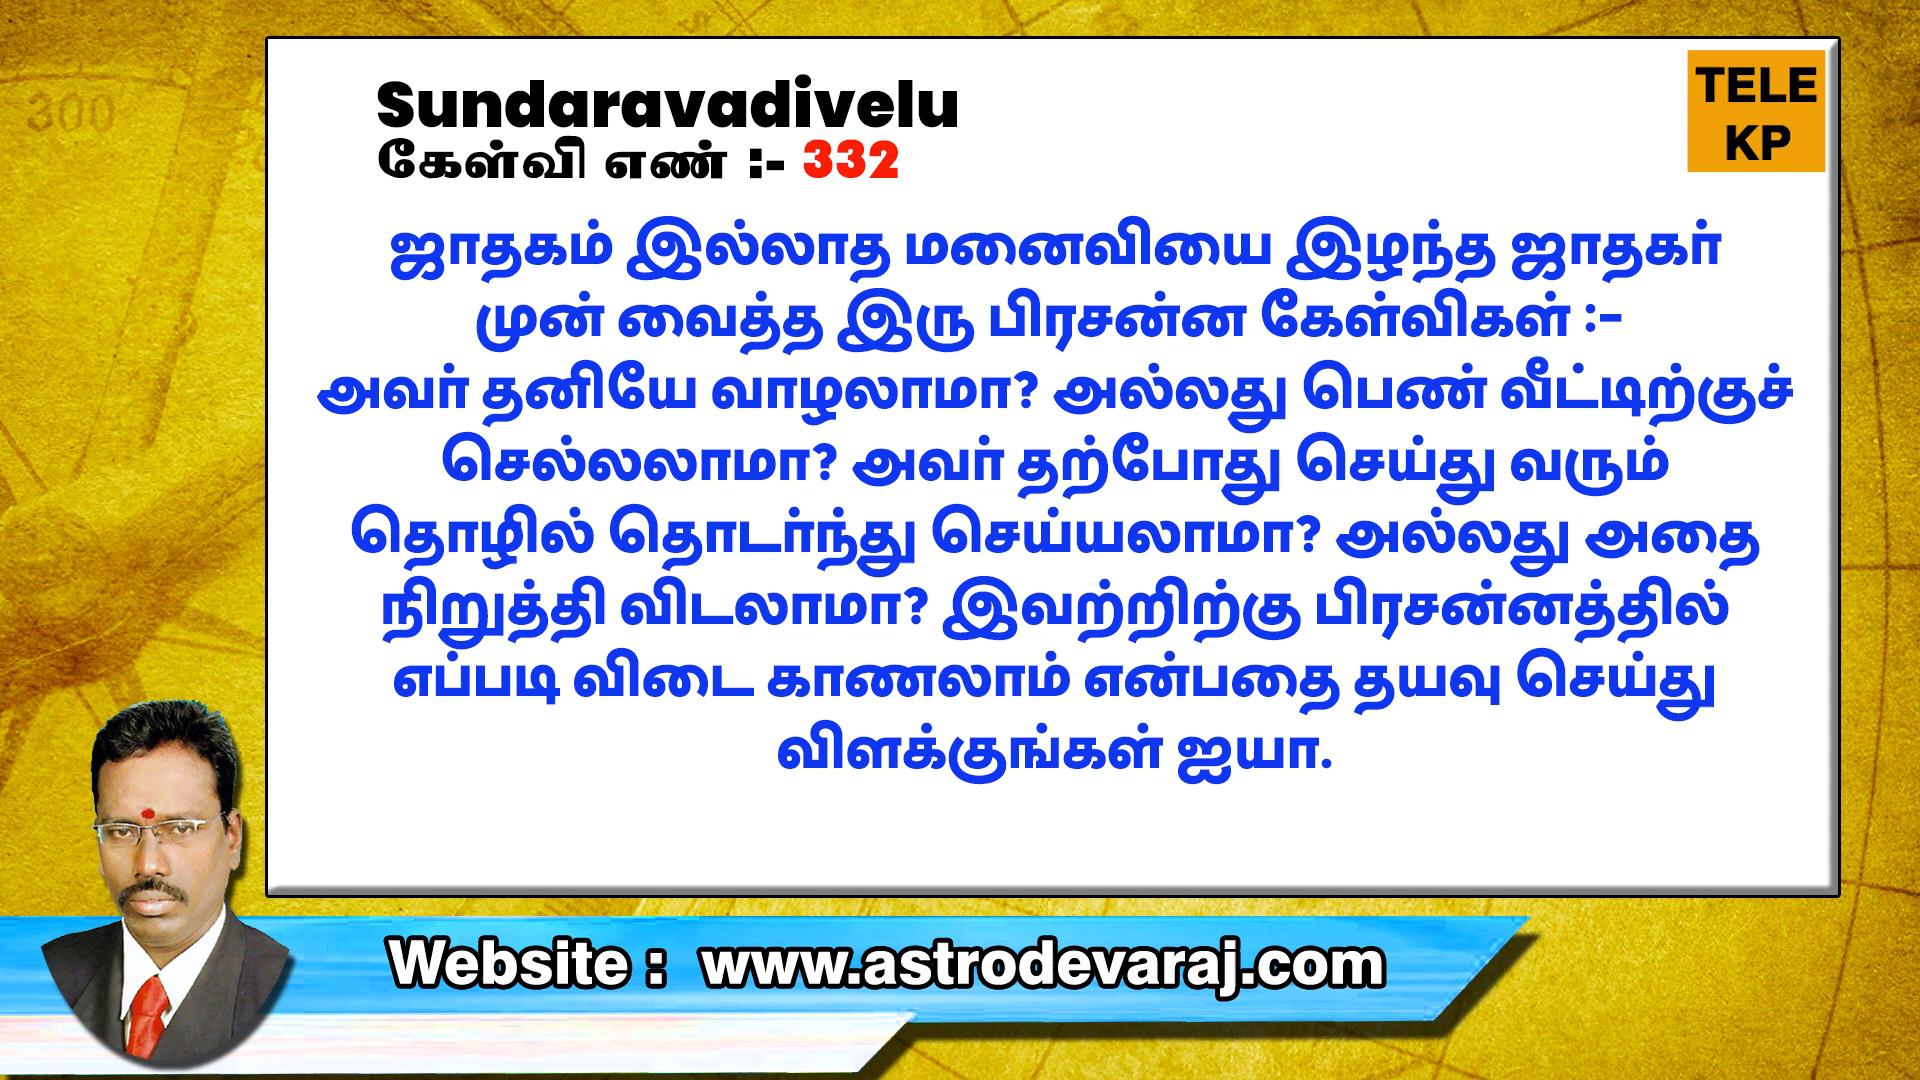 Sundaravadivelu
கேள்வி எண் :- 332
TELE
KP
ஜாதகம் இல்லாத மனைவியை இழந்த ஜாதகர்
முன் வைத்த இரு பிரசன்ன கேள்விகள் :-
அவர் தனியே வாழலாமா? அல்லது பெண் வீட்டிற்குச்
செல்லலாமா? அவர் தற்போது செய்து வரும்
தொழில் தொடர்ந்து செய்யலாமா? அல்லது அதை
நிறுத்தி விடலாமா? இவற்றிற்கு பிரசன்னத்தில்
எப்படி விடை காணலாம் என்பதை தயவு செய்து
விளக்குங்கள் ஐயா.
Website : www.astrodevaraj.com
300